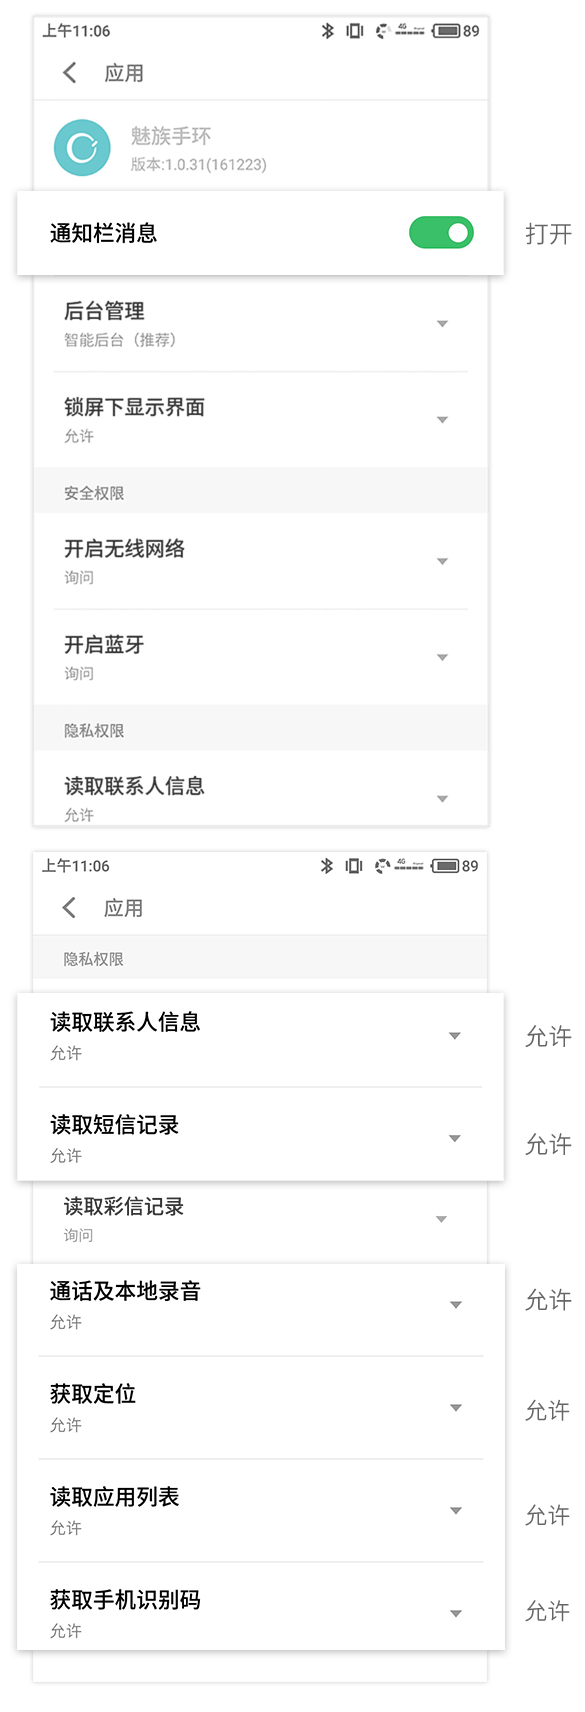 上午11:06
4G
89
应用
魅族手环
版本:1.0.31(161223)
通知栏消息
打开
后台管理
智能后台（推荐）
锁屏下显示界面
允许
安全权限
开启无线网络
询问
开启蓝牙
询问
隐私权限
读取联系人信息
允许
上午11:06
4G
89
应用
隐私权限
读取联系人信息
允许
允许
读取短信记录
允许
允许
读取彩信记录
询问
通话及本地录音
允许
允许
获取定位
允许
允许
读取应用列表
允许
允许
获取手机识别码
允许
允许